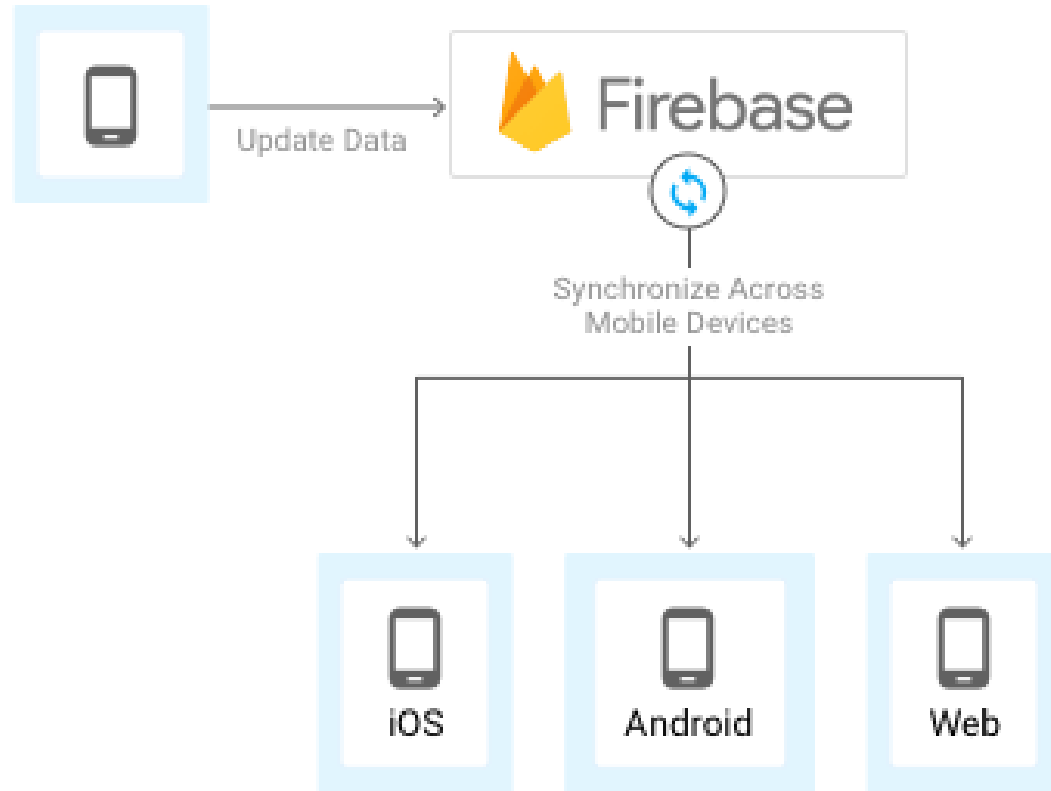 Firebase
Update Data
Synchronize Across
Mobile Devices
iOS
Android
Web